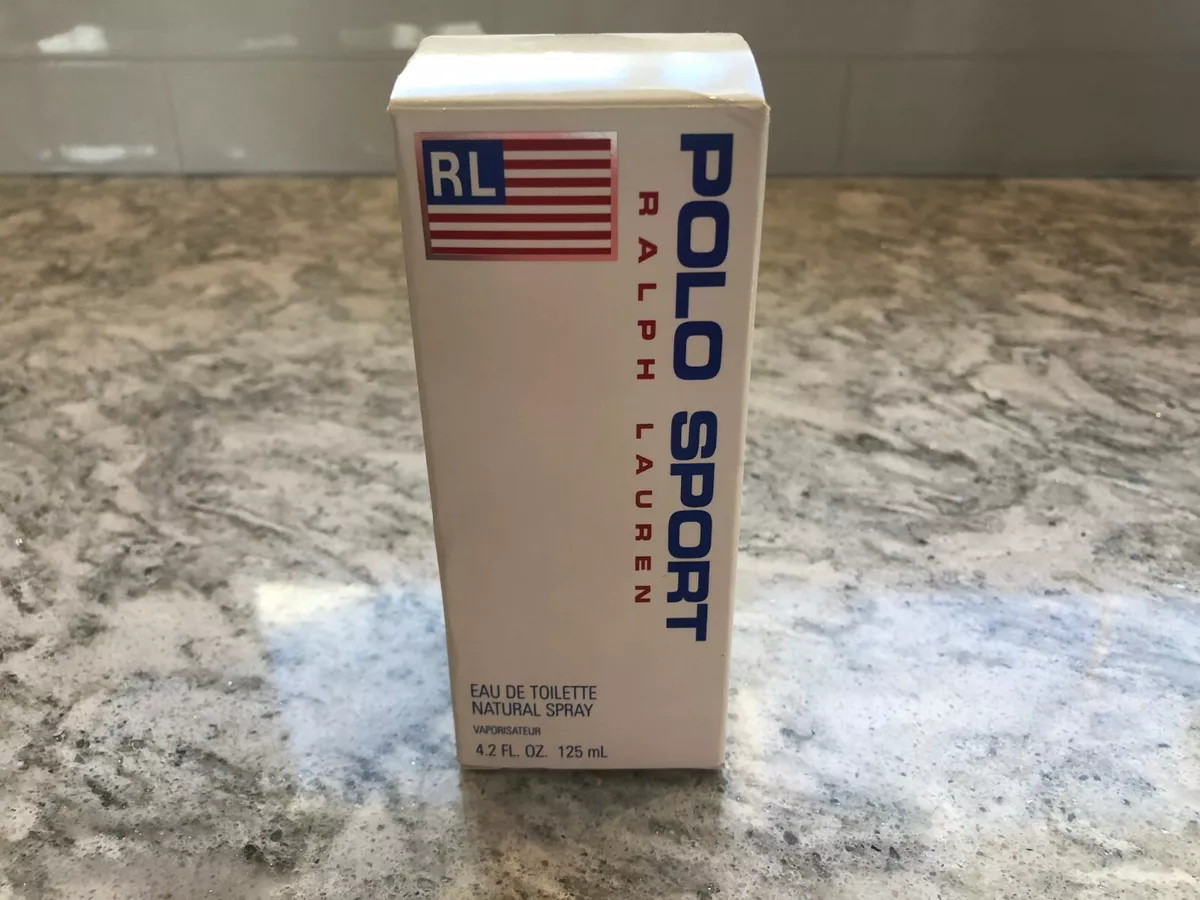 RL
POLO SPORT
RALPH LAUREN
EAU DE TOILETTE
NATURAL SPRAY
VAPORISATEUR
4.2 FL. OZ. 125 mL